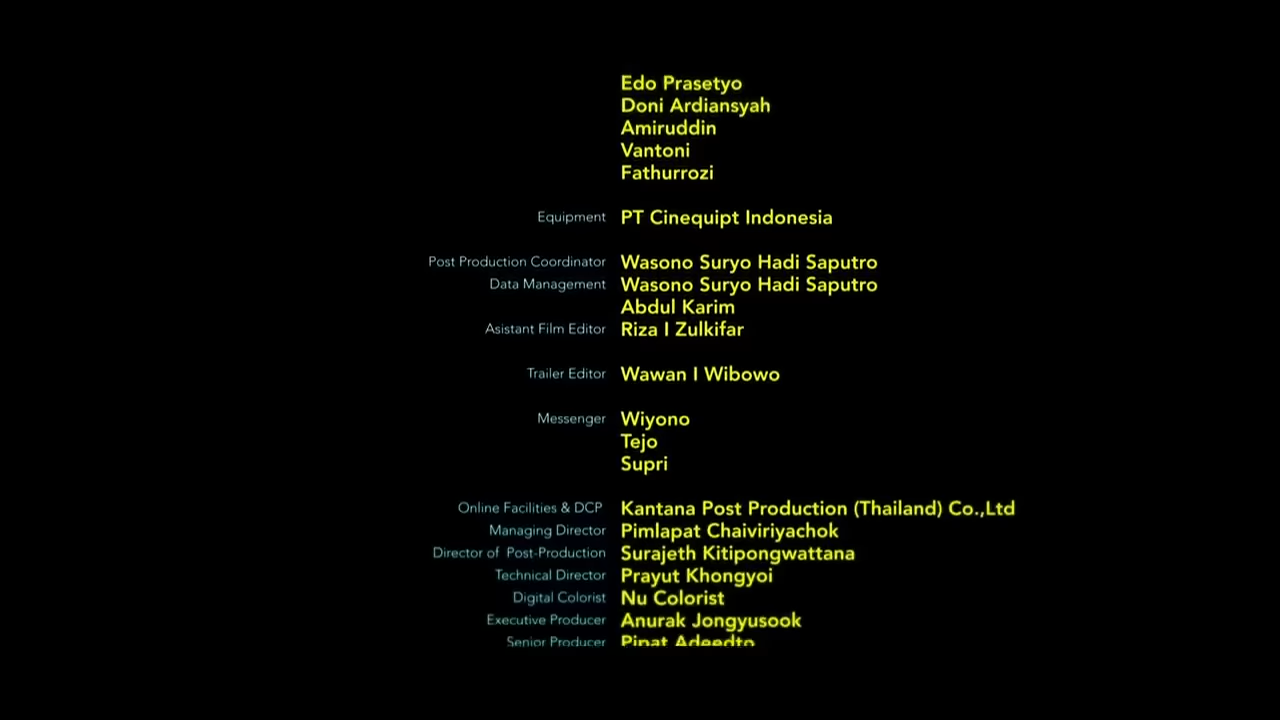 Edo Prasetyo
Doni Ardiansyah
Amiruddin
Vantoni
Fathurrozi
Equipment PT Cinequipt Indonesia
Post Production Coordinator Wasono Suryo Hadi Saputro
Data Management Wasono Suryo Hadi Saputro
Abdul Karim
Asistant Film Editor Riza I Zulkifar
Trailer Editor Wawan I Wibowo
Messenger Wiyono
Tejo
Supri
Online Facilities & DCP Kantana Post Production (Thailand) Co.,Ltd
Managing Director Pimlapat Chaiviriyachok
Director of Post-Production Surajeth Kitipongwattana
Technical Director Prayut Khongyoi
Digital Colorist Nu Colorist
Executive Producer Anurak Jongyusook
Senior Producer Pipat Adeedto